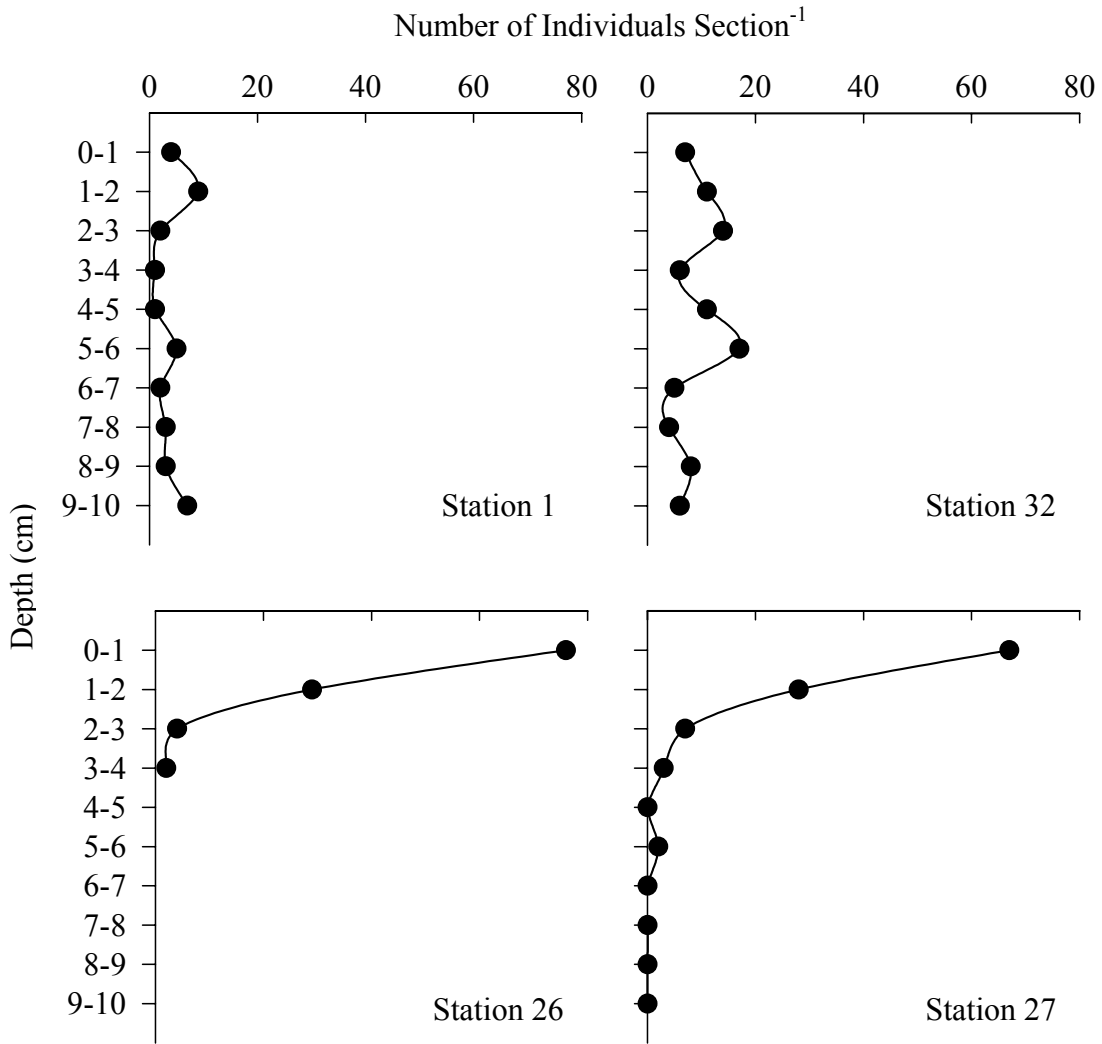 Number of Individuals Section-1
0 20 40 60 80
0 20 40 60 80
0-1
1-2
2-3
3-4
4-5
5-6
6-7
7-8
8-9
9-10
Station 1
Station 32
Depth (cm)
0-1
1-2
2-3
3-4
4-5
5-6
6-7
7-8
8-9
9-10
Station 26
Station 27